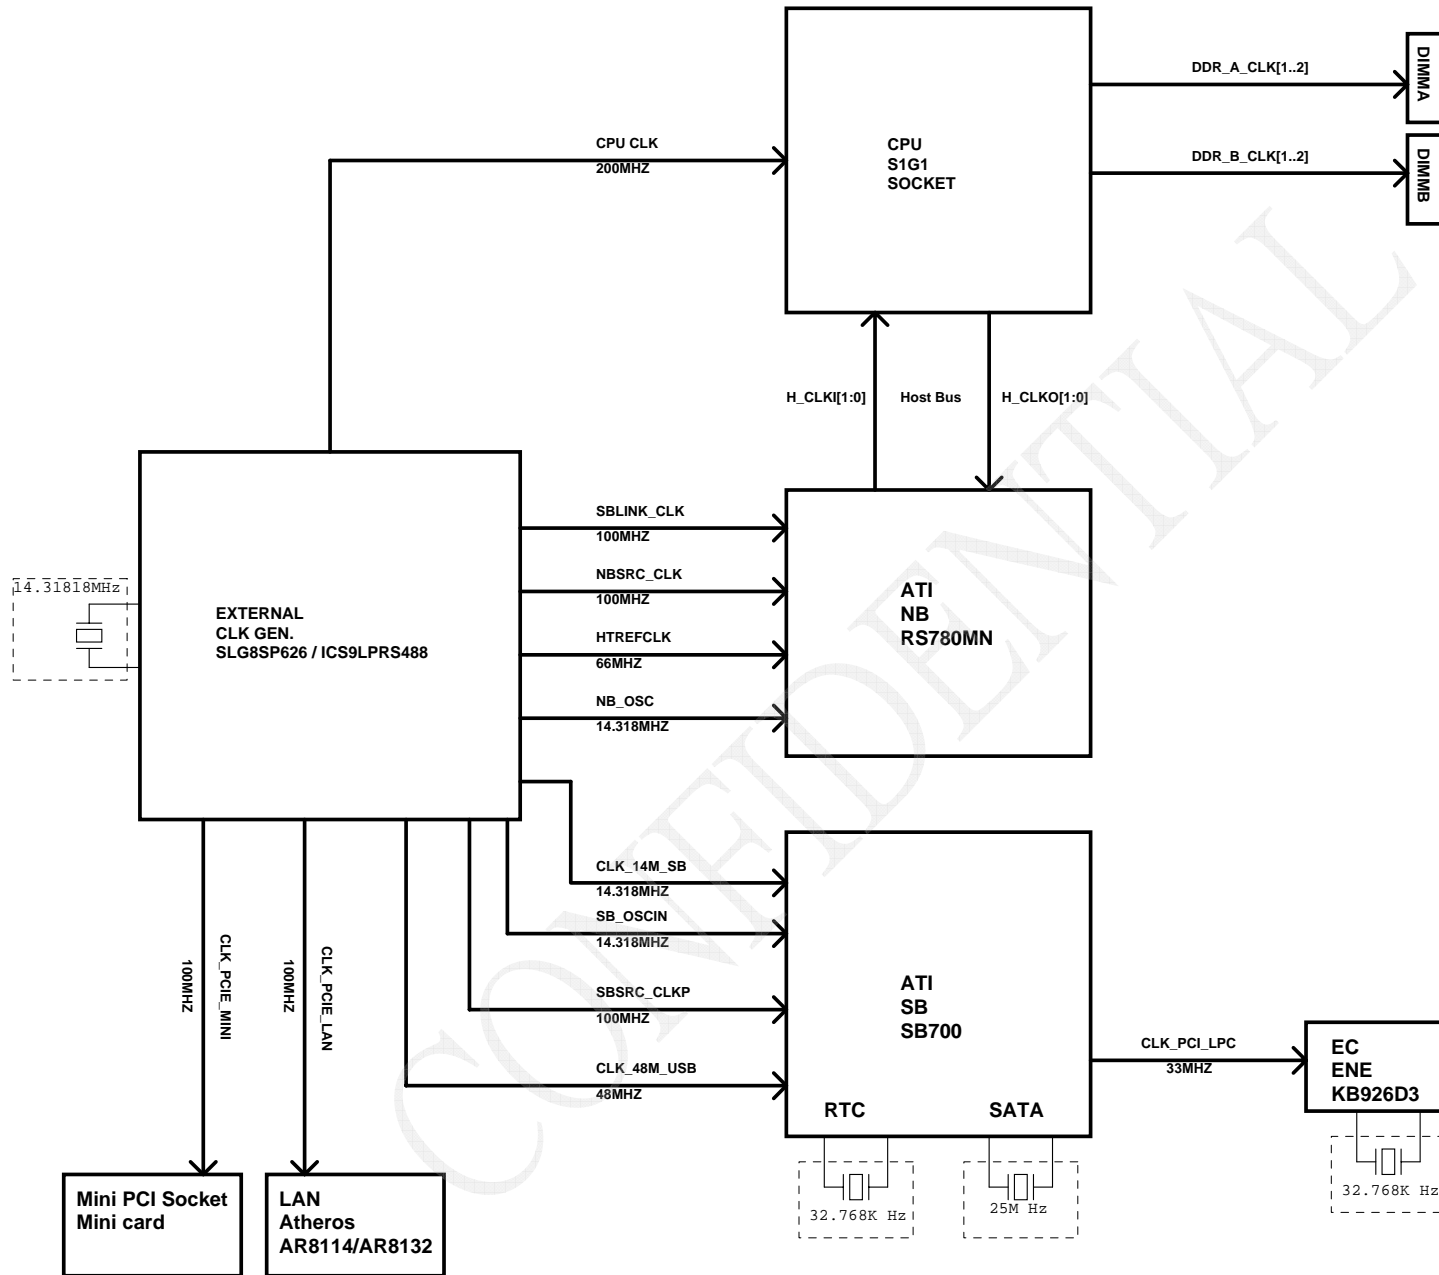 DDR_A_CLK[1..2]
DIMMA
CPU CLK
200MHZ
CPU
S1G1
SOCKET
DDR_B_CLK[1..2]
DIMMB
H_CLKI[1:0]
Host Bus
H_CLKO[1:0]
14.31818MHz
EXTERNAL
CLK GEN.
SLG8SP626 / ICS9LPRS488
SBLINK_CLK
100MHZ
NBSRC_CLK
100MHZ
HTREFCLK
66MHZ
NB_OSC
14.318MHZ
ATI
NB
RS780MN
CLK_14M_SB
14.318MHZ
SB_OSCIN
14.318MHZ
SBSRC_CLKP
100MHZ
CLK_48M_USB
48MHZ
ATI
SB
SB700
RTC
SATA
CLK_PCI_LPC
33MHZ
EC
ENE
KB926D3
CLK_PCIE_MINI
100MHZ
CLK_PCIE_LAN
100MHZ
Mini PCI Socket
Mini card
LAN
Atheros
AR8114/AR8132
32.768K Hz
25M Hz
32.768K Hz
CONFIDENTIAL